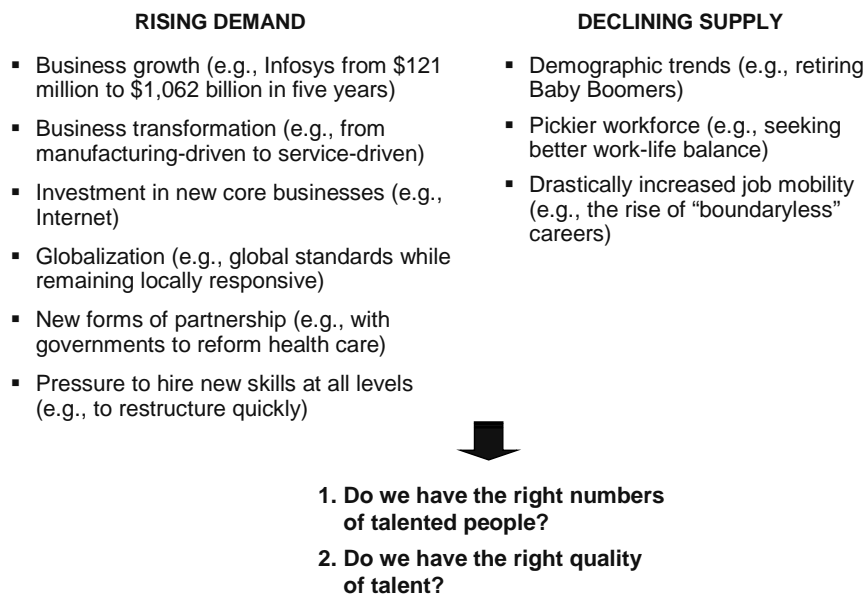 RISING DEMAND
▪ Business growth (e.g., Infosys from $121
million to $1,062 billion in five years)
▪ Business transformation (e.g., from
manufacturing-driven to service-driven)
▪ Investment in new core businesses (e.g.,
Internet)
▪ Globalization (e.g., global standards while
remaining locally responsive)
▪ New forms of partnership (e.g., with
governments to reform health care)
▪ Pressure to hire new skills at all levels
(e.g., to restructure quickly)
DECLINING SUPPLY
▪ Demographic trends (e.g., retiring
Baby Boomers)
▪ Pickier workforce (e.g., seeking
better work-life balance)
▪ Drastically increased job mobility
(e.g., the rise of “boundaryless”
careers)
1. Do we have the right numbers
of talented people?
2. Do we have the right quality
of talent?